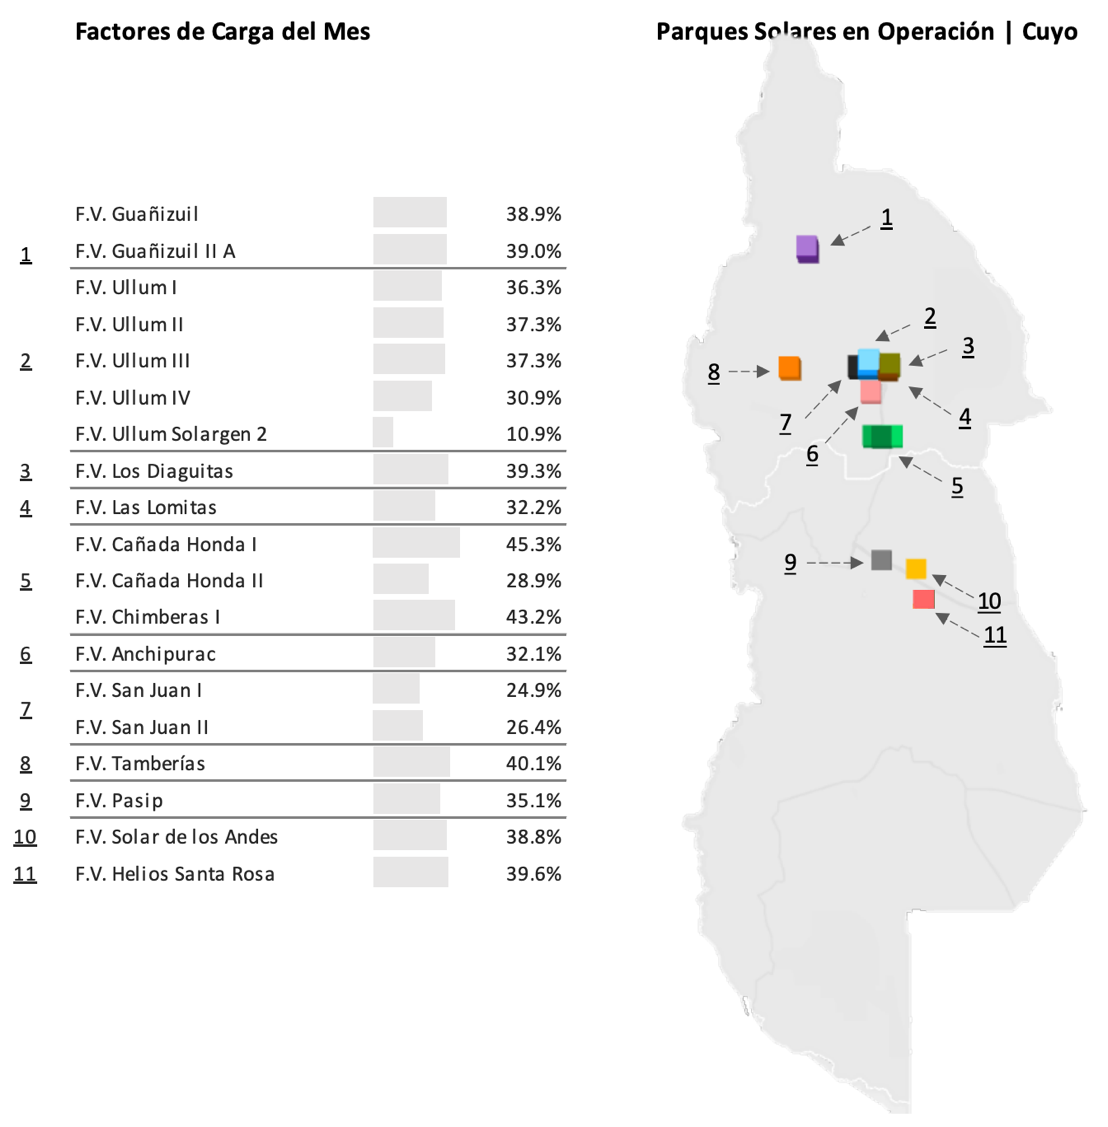 Factores de Carga del Mes
Parques Solares en Operación | Cuyo
F.V. Guañizuil 38.9%
1 F.V. Guañizuil II A 39.0%
F.V. Ullum I 36.3%
F.V. Ullum II 37.3%
2 F.V. Ullum III 37.3%
F.V. Ullum IV 30.9%
F.V. Ullum Solargen 2 10.9%
3 F.V. Los Diaguitas 39.3%
4 F.V. Las Lomitas 32.2%
F.V. Cañada Honda I 45.3%
5 F.V. Cañada Honda II 28.9%
F.V. Chimberas I 43.2%
6 F.V. Anchipurac 32.1%
F.V. San Juan I 24.9%
7
F.V. San Juan II 26.4%
8 F.V. Tamberías 40.1%
9 F.V. Pasip 35.1%
10 F.V. Solar de los Andes 38.8%
11 F.V. Helios Santa Rosa 39.6%
1
2
3
8
4
7
6
5
9
10
11